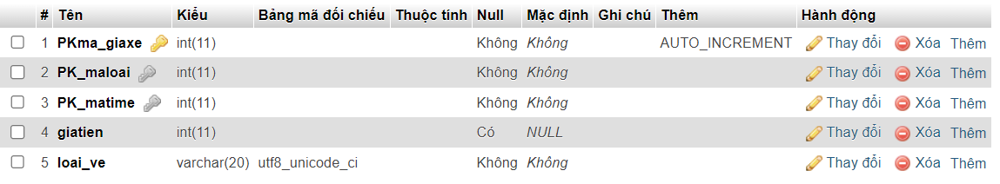 # Tên Kiểu Bảng mã đối chiếu Thuộc tính Null Mặc định Ghi chú Thêm Hành động
1 PKma_giaxe int(11) Không Không AUTO_INCREMENT Thay đổi Xóa Thêm
2 PK_maloai int(11) Không Không Thay đổi Xóa Thêm
3 PK_matime int(11) Không Không Thay đổi Xóa Thêm
4 giatien int(11) Có NULL Thay đổi Xóa Thêm
5 loai_ve varchar(20) utf8_unicode_ci Không Không Thay đổi Xóa Thêm